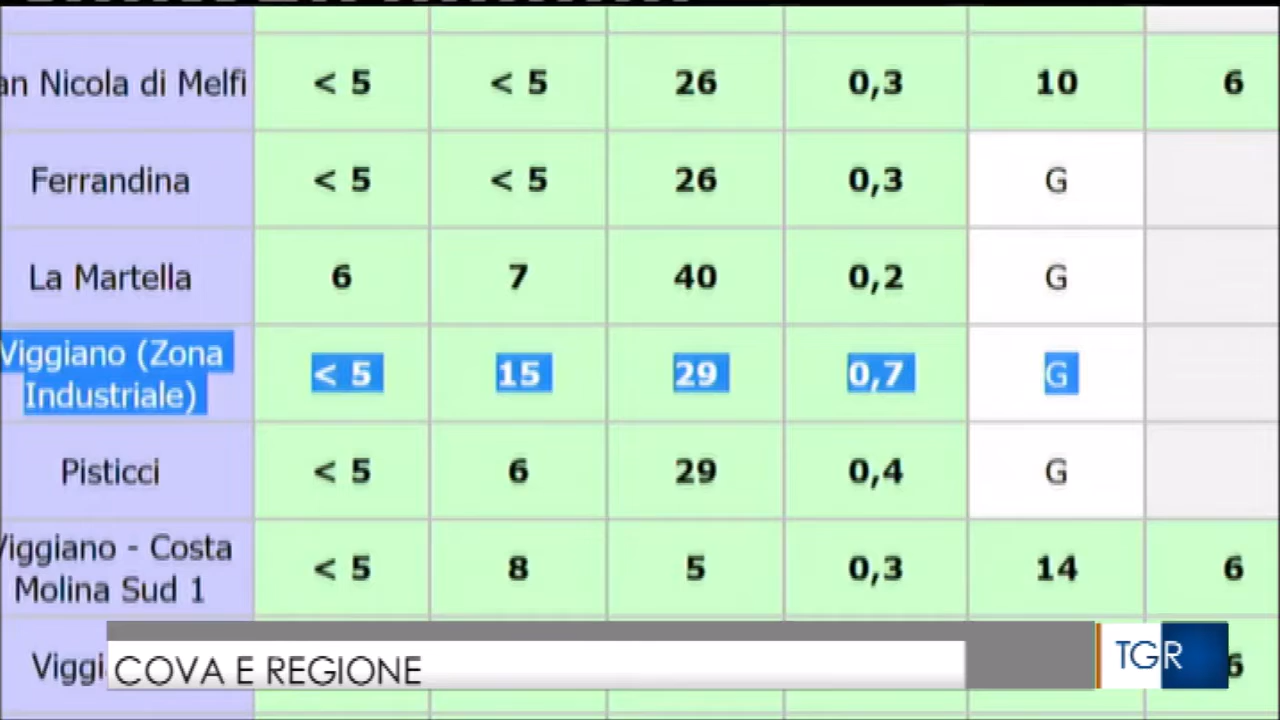 an Nicola di Melfi < 5 < 5 26 0,3 10 6
Ferrandina < 5 < 5 26 0,3 G
La Martella 6 7 40 0,2 G
Viggiano (Zona
Industriale) < 5 15 29 0,7 G
Pisticci < 5 6 29 0,4 G
Viggiano - Costa
Molina Sud 1 < 5 8 5 0,3 14 6
Viggi 6
COVA E REGIONE
TGR